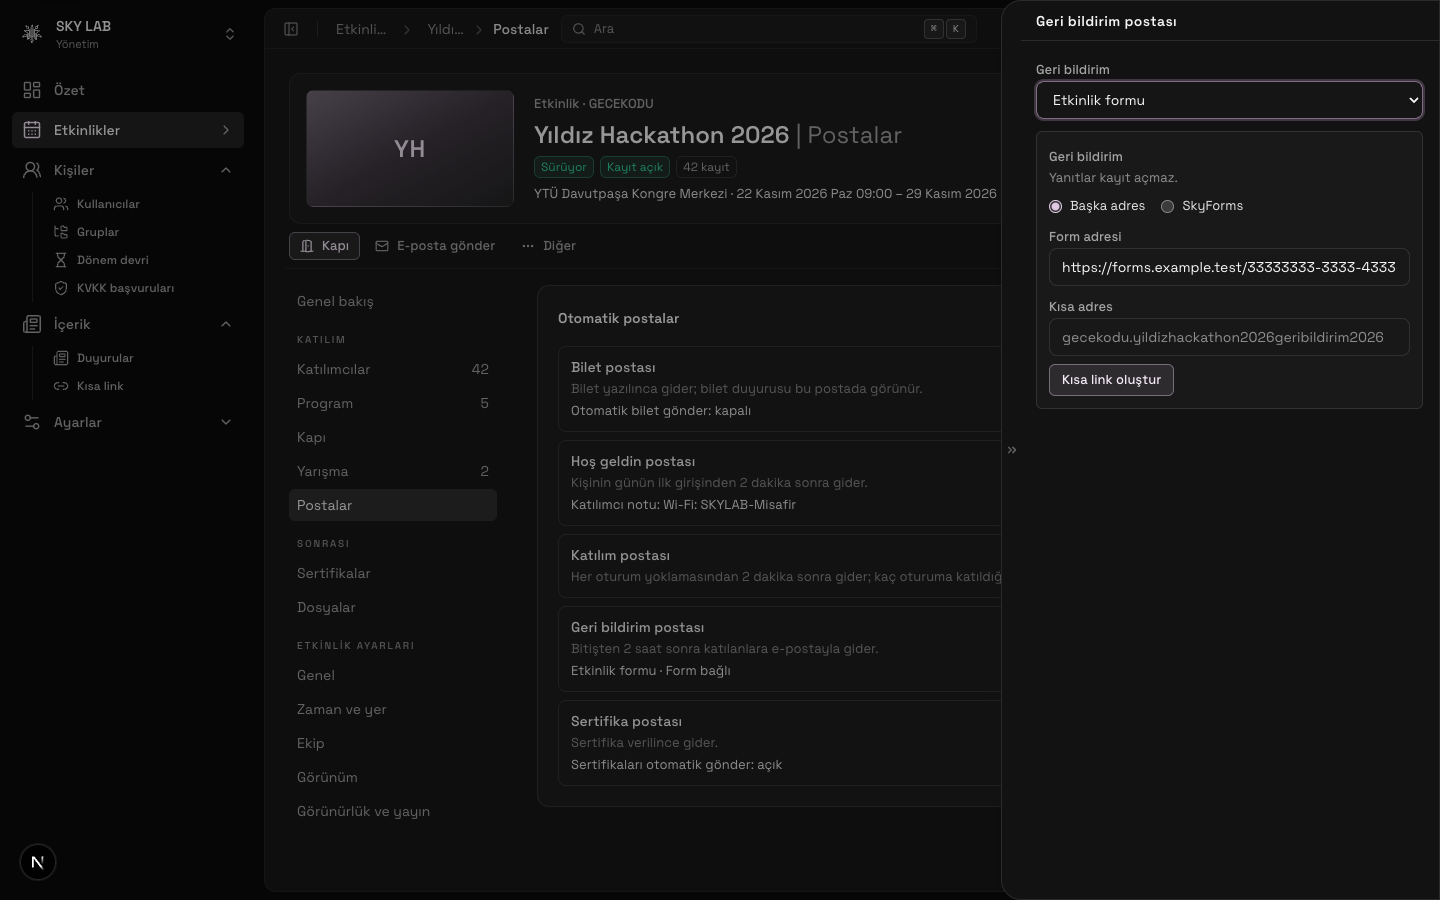 SKY LAB
Yönetim
Özet
Etkinlikler
Kişiler
Kullanıcılar
Gruplar
Dönem devri
KVKK başvuruları
İçerik
Duyurular
Kısa link
Ayarlar
N
Etkinli... > Yıldı... > Postalar
Ara
⌘ K
YH
Etkinlik · GECEKODU
Yıldız Hackathon 2026 | Postalar
Sürüyor Kayıt açık 42 kayıt
YTÜ Davutpaşa Kongre Merkezi · 22 Kasım 2026 Paz 09:00 – 29 Kasım 2026
Kapı E-posta gönder Diğer
Genel bakış
KATILIM
Katılımcılar 42
Program 5
Kapı
Yarışma 2
Postalar
SONRASI
Sertifikalar
Dosyalar
ETKİNLİK AYARLARI
Genel
Zaman ve yer
Ekip
Görünüm
Görünürlük ve yayın
Otomatik postalar
Bilet postası
Bilet yazılınca gider; bilet duyurusu bu postada görünür.
Otomatik bilet gönder: kapalı
Hoş geldin postası
Kişinin günün ilk girişinden 2 dakika sonra gider.
Katılımcı notu: Wi-Fi: SKYLAB-Misafir
Katılım postası
Her oturum yoklamasından 2 dakika sonra gider; kaç oturuma katıldığ
Geri bildirim postası
Bitişten 2 saat sonra katılanlara e-postayla gider.
Etkinlik formu · Form bağlı
Sertifika postası
Sertifika verilince gider.
Sertifikaları otomatik gönder: açık
Geri bildirim postası
Geri bildirim
Etkinlik formu
Geri bildirim
Yanıtlar kayıt açmaz.
Başka adres SkyForms
Form adresi
https://forms.example.test/33333333-3333-4333
Kısa adres
gecekodu.yildizhackathon2026geribildirim2026
Kısa link oluştur